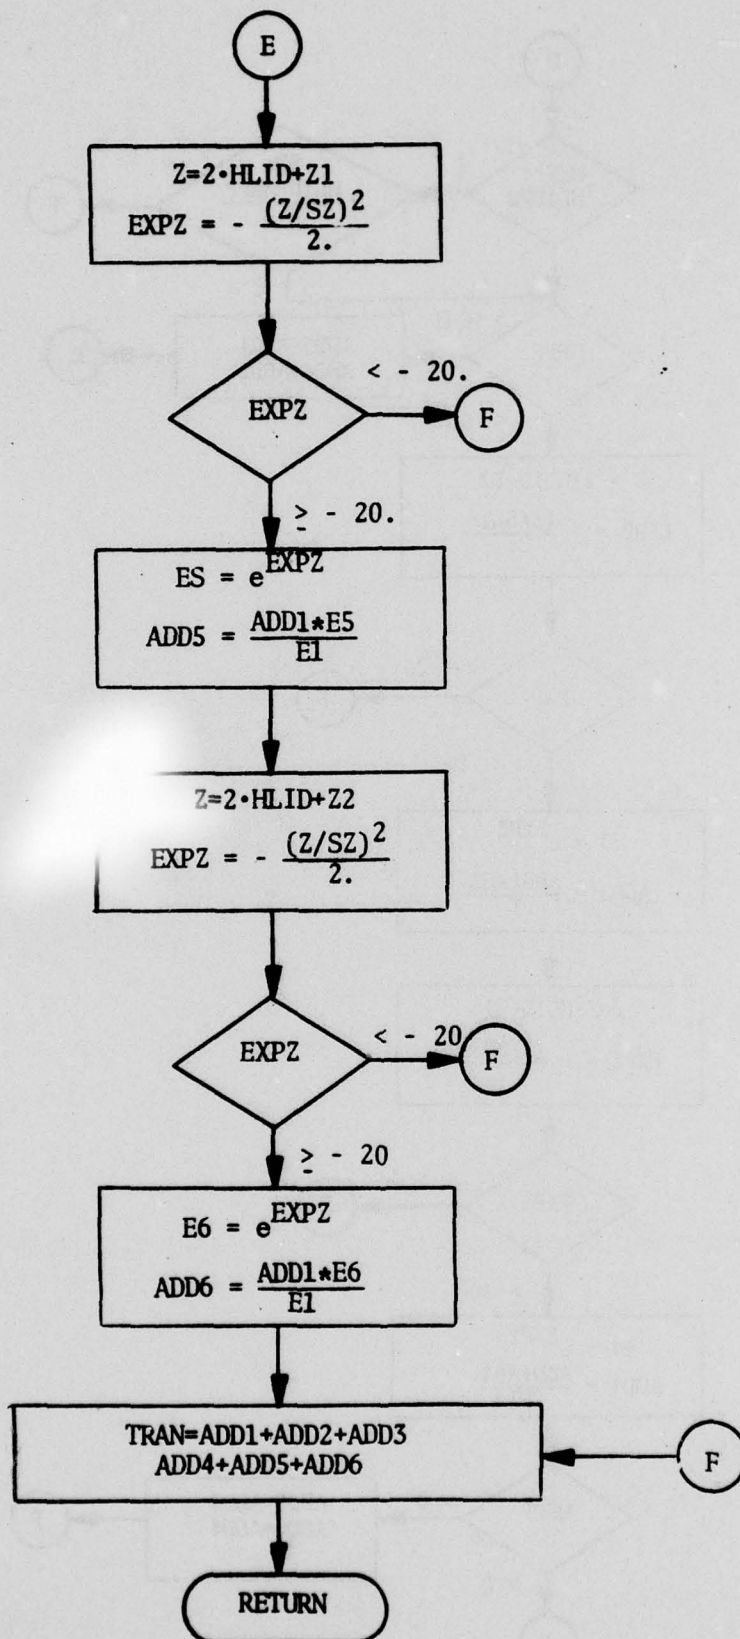 E
Z=2·HLID+Z1
EXPZ = - (Z/SZ)²/2.
EXPZ
< - 20.
F
≥ - 20.
ES = e^EXPZ
ADD5 = ADD1*E5/E1
Z=2·HLID+Z2
EXPZ = - (Z/SZ)²/2.
EXPZ
< - 20
F
≥ - 20
E6 = e^EXPZ
ADD6 = ADD1*E6/E1
TRAN=ADD1+ADD2+ADD3
ADD4+ADD5+ADD6
F
RETURN